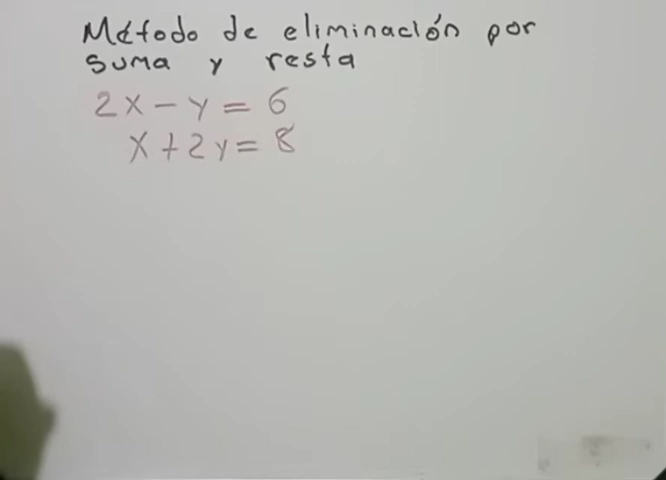 Método de eliminación por
suma y resta
2x - y = 6
x + 2y = 8